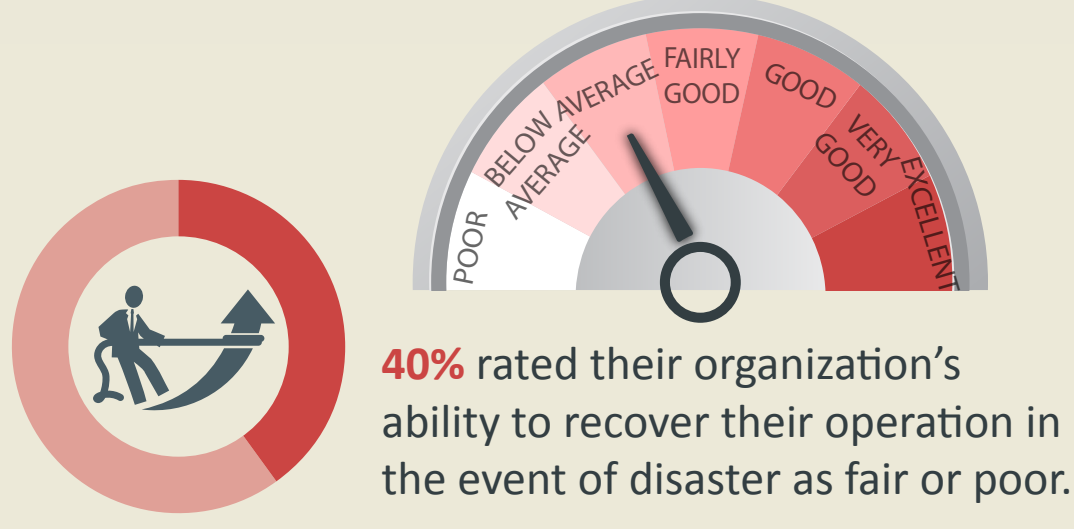 POOR
BELOW
AVERAGE
AVERAGE
FAIRLY
GOOD
GOOD
VERY
GOOD
EXCELLENT
40% rated their organization’s
ability to recover their operation in
the event of disaster as fair or poor.